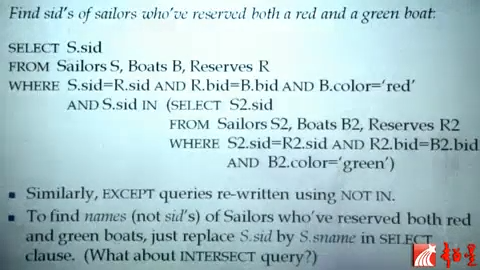 Find sid's of sailors who've reserved both a red and a green boat:
SELECT S.sid
FROM Sailors S, Boats B, Reserves R
WHERE S.sid=R.sid AND R.bid=B.bid AND B.color='red'
AND S.sid IN (SELECT S2.sid
FROM Sailors S2, Boats B2, Reserves R2
WHERE S2.sid=R2.sid AND R2.bid=B2.bid
AND B2.color='green')
Similarly, EXCEPT queries re-written using NOT IN.
To find names (not sid's) of Sailors who've reserved both red
and green boats, just replace S.sid by S.sname in SELECT
clause. (What about INTERSECT query?)